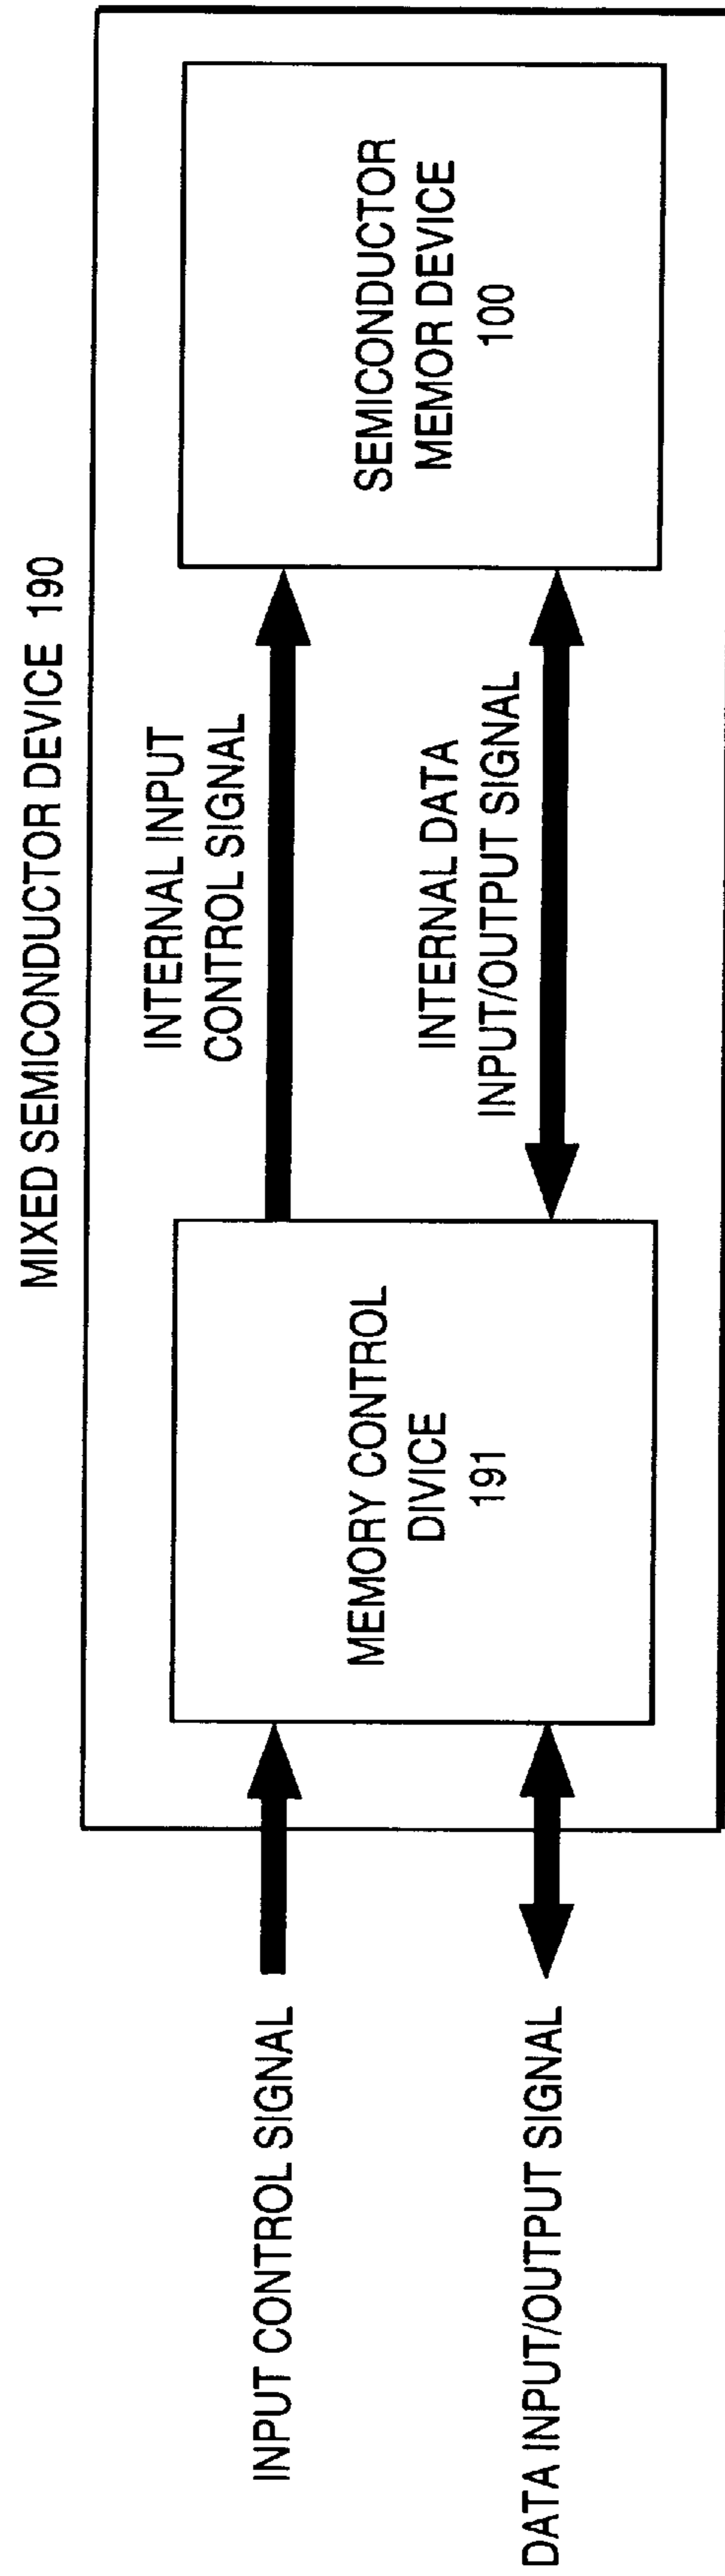 MIXED SEMICONDUCTOR DEVICE 190
INPUT CONTROL SIGNAL
DATA INPUT/OUTPUT SIGNAL
MEMORY CONTROL
DIVICE
191
INTERNAL INPUT
CONTROL SIGNAL
INTERNAL DATA
INPUT/OUTPUT SIGNAL
SEMICONDUCTOR
MEMOR DEVICE
100